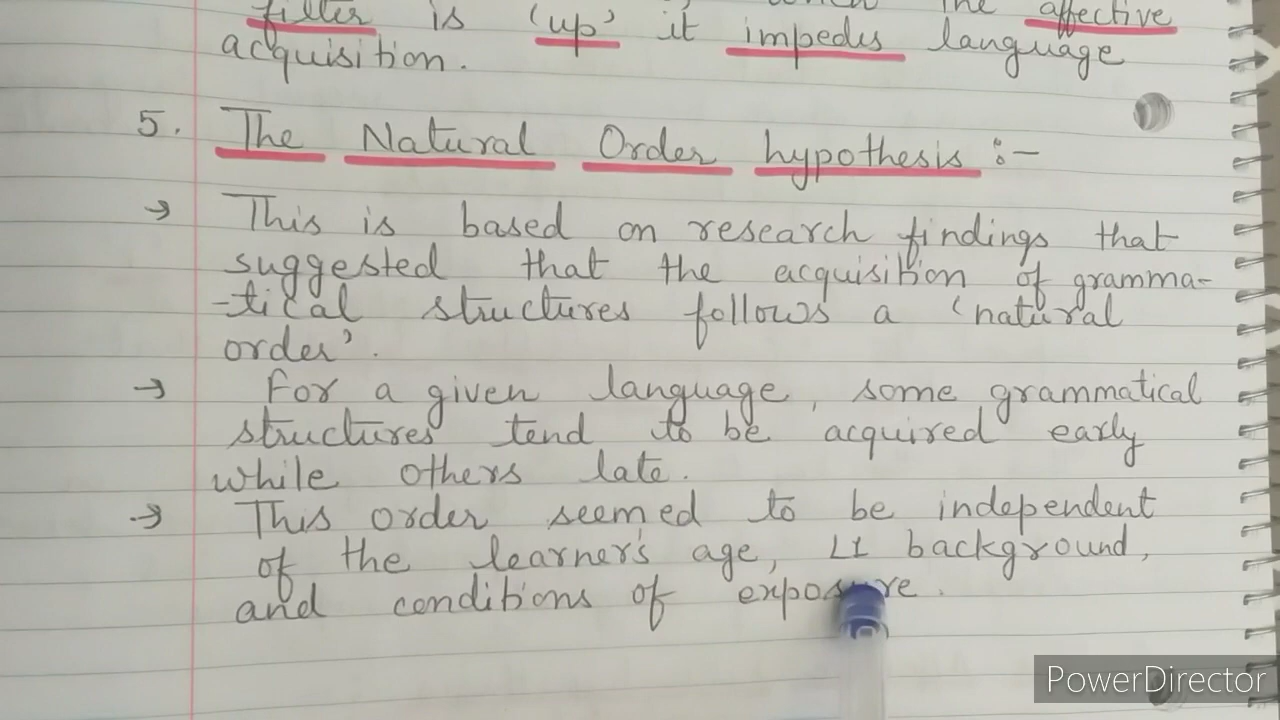 filter is 'up' it the affective
acquisition. impedes language
5. The Natural Order hypothesis :-
→ This is based on research findings that
suggested that the acquisition of gramma-
-tical structures follows a 'natural
order'.
→ For a given language, some grammatical
structures tend to be acquired early
while others late.
→ This order seemed to be independent
of the learner's age, L1 background,
and conditions of exposure.
PowerDirector